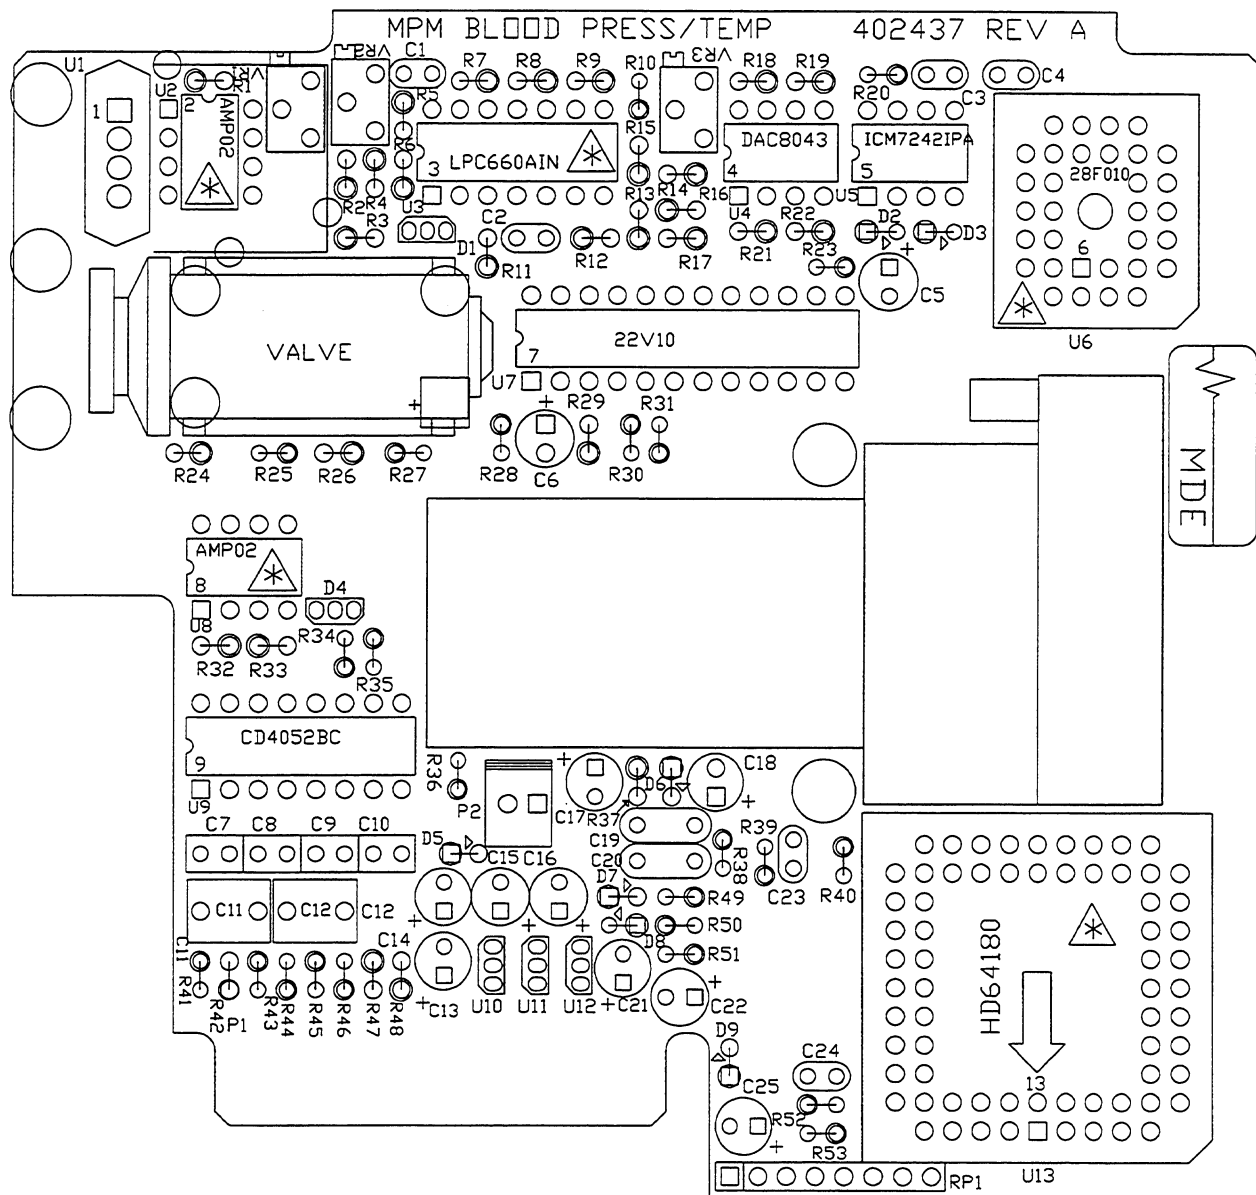 MPM BLOOD PRESS/TEMP 402437 REV A
U1
1
U2
R1
VR1
2
AMP02
VR2
C1
R5
R6
R7
R8
R9
R10
VR3
R18
R19
R20
C3
C4
R15
3
LPC660AIN
DAC8043
4
ICM7242IPA
5
28F010
6
U6
R2
R4
R3
U3
D1
C2
R11
R12
R13
R14
R16
R17
U4
R21
R22
R23
U5
D2
D3
+
C5
VALVE
+
22V10
7
U7
+
C6
R28
R29
R30
R31
R24
R25
R26
R27
MDE
AMP02
8
U8
D4
R32
R33
R34
R35
CD4052BC
9
U9
R36
P2
+
C17
R37
D6
C18
+
C7
C8
C9
C10
D5
C15
C16
C19
C20
R38
R39
C23
R40
D7
R49
R50
D8
R51
C11
C12
C12
C11
C14
+
+
+
+
C13
U10
U11
U12
+
C21
+
C22
R41
R42
P1
R43
R44
R45
R46
R47
R48
D9
C25
+
C24
R52
R53
HD64180
13
U13
RP1